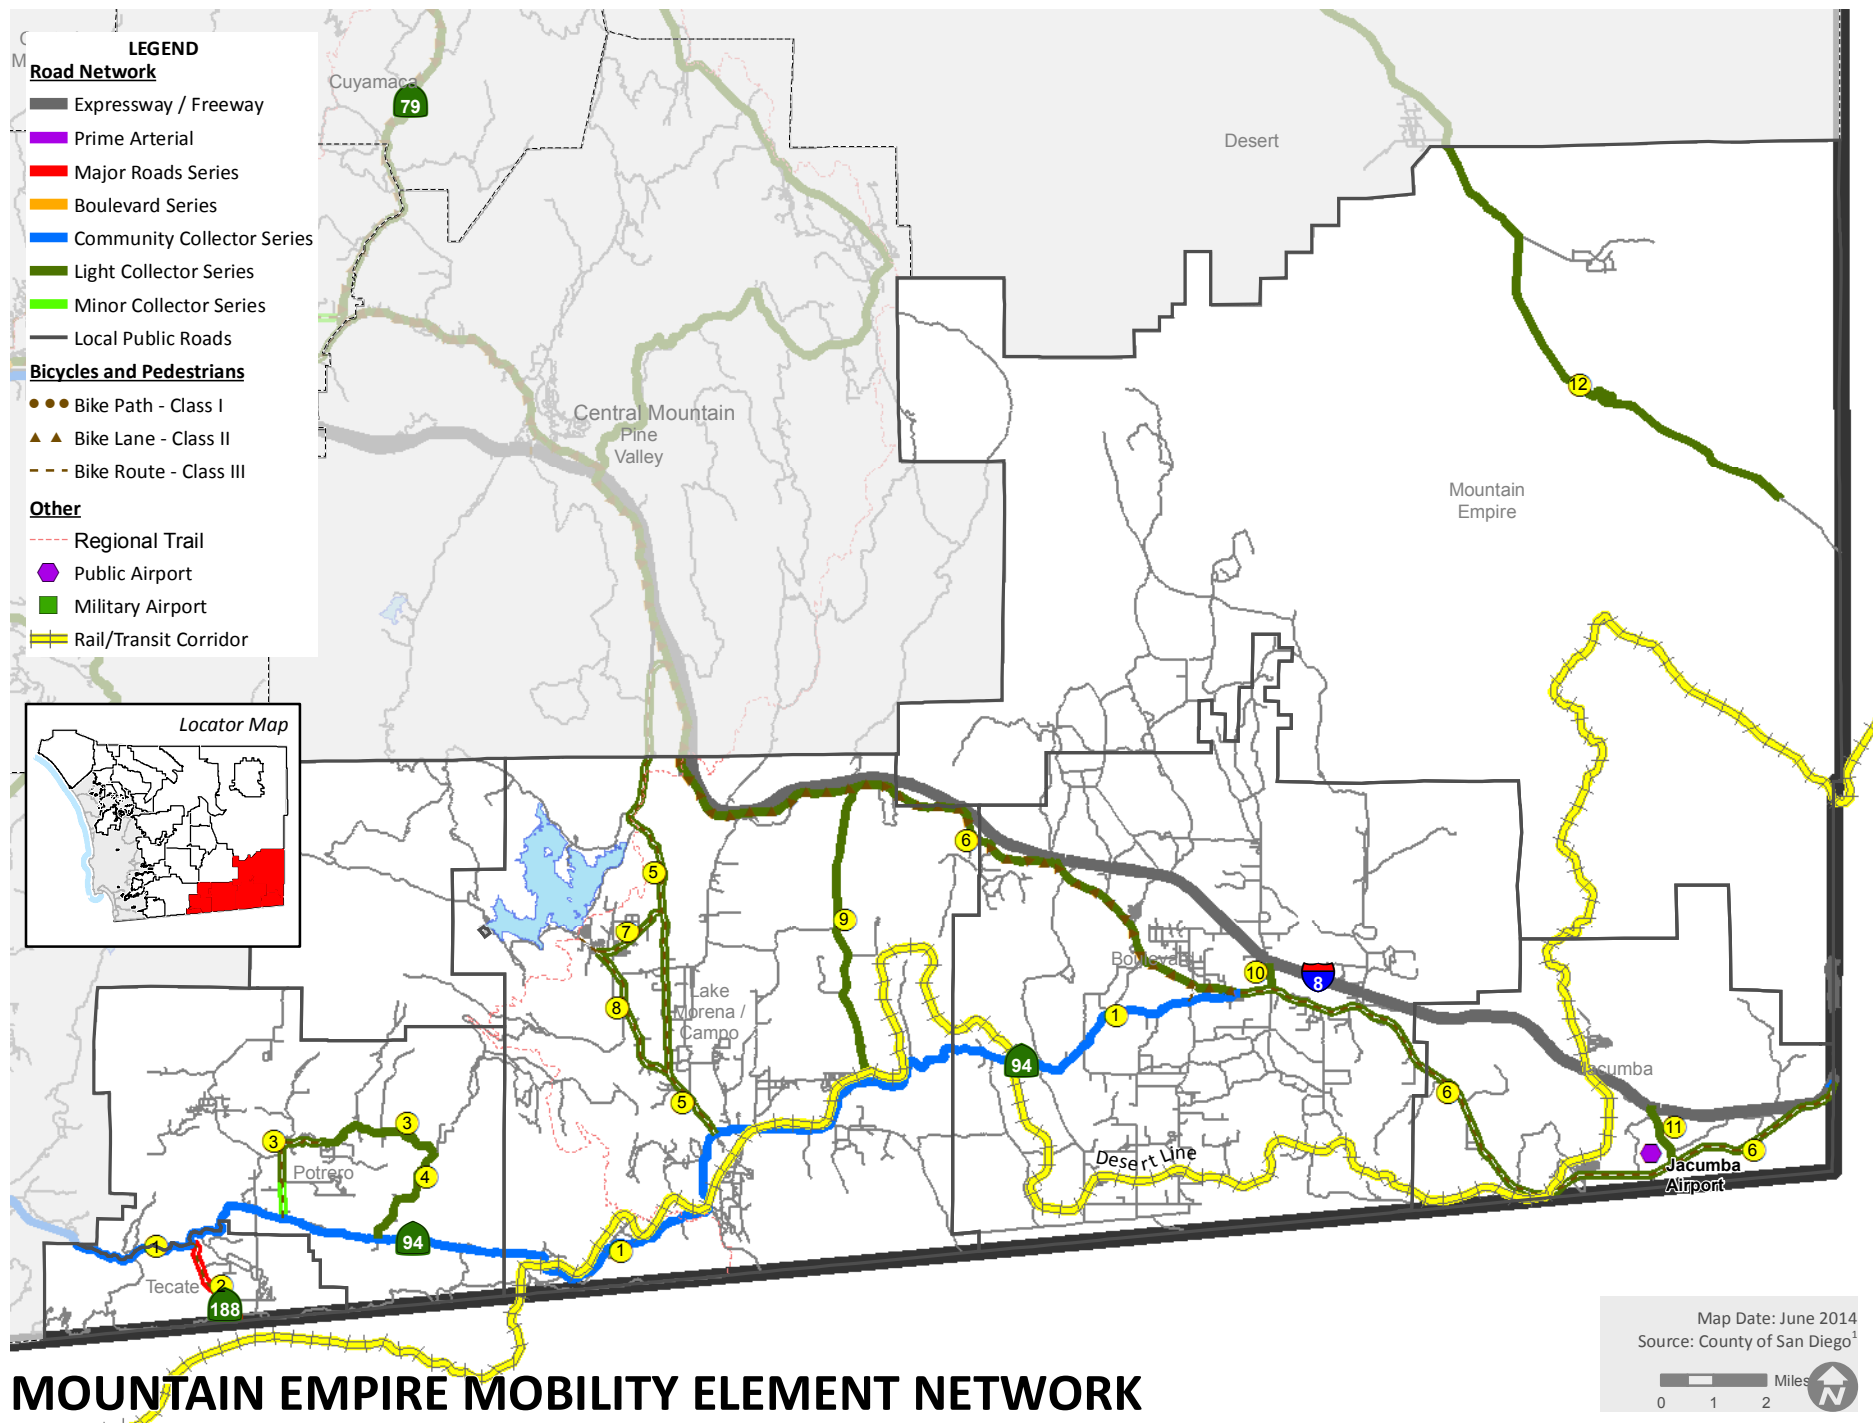 LEGEND
Road Network
Expressway / Freeway
Prime Arterial
Major Roads Series
Boulevard Series
Community Collector Series
Light Collector Series
Minor Collector Series
Local Public Roads
Bicycles and Pedestrians
Bike Path - Class I
Bike Lane - Class II
Bike Route - Class III
Other
Regional Trail
Public Airport
Military Airport
Rail/Transit Corridor
Locator Map
Cuyamaca
79
Desert
Central Mountain
Pine
Valley
12
Mountain
Empire
6
5
9
7
Boulevard
10
8
8
Lake
Morena /
Campo
1
94
Jacumba
6
5
3
3
11
Potrero
4
Desert Line
6
Jacumba
Airport
1
94
1
Tecate
2
188
Map Date: June 2014
Source: County of San Diego1
Miles
0 1 2
N
MOUNTAIN EMPIRE MOBILITY ELEMENT NETWORK